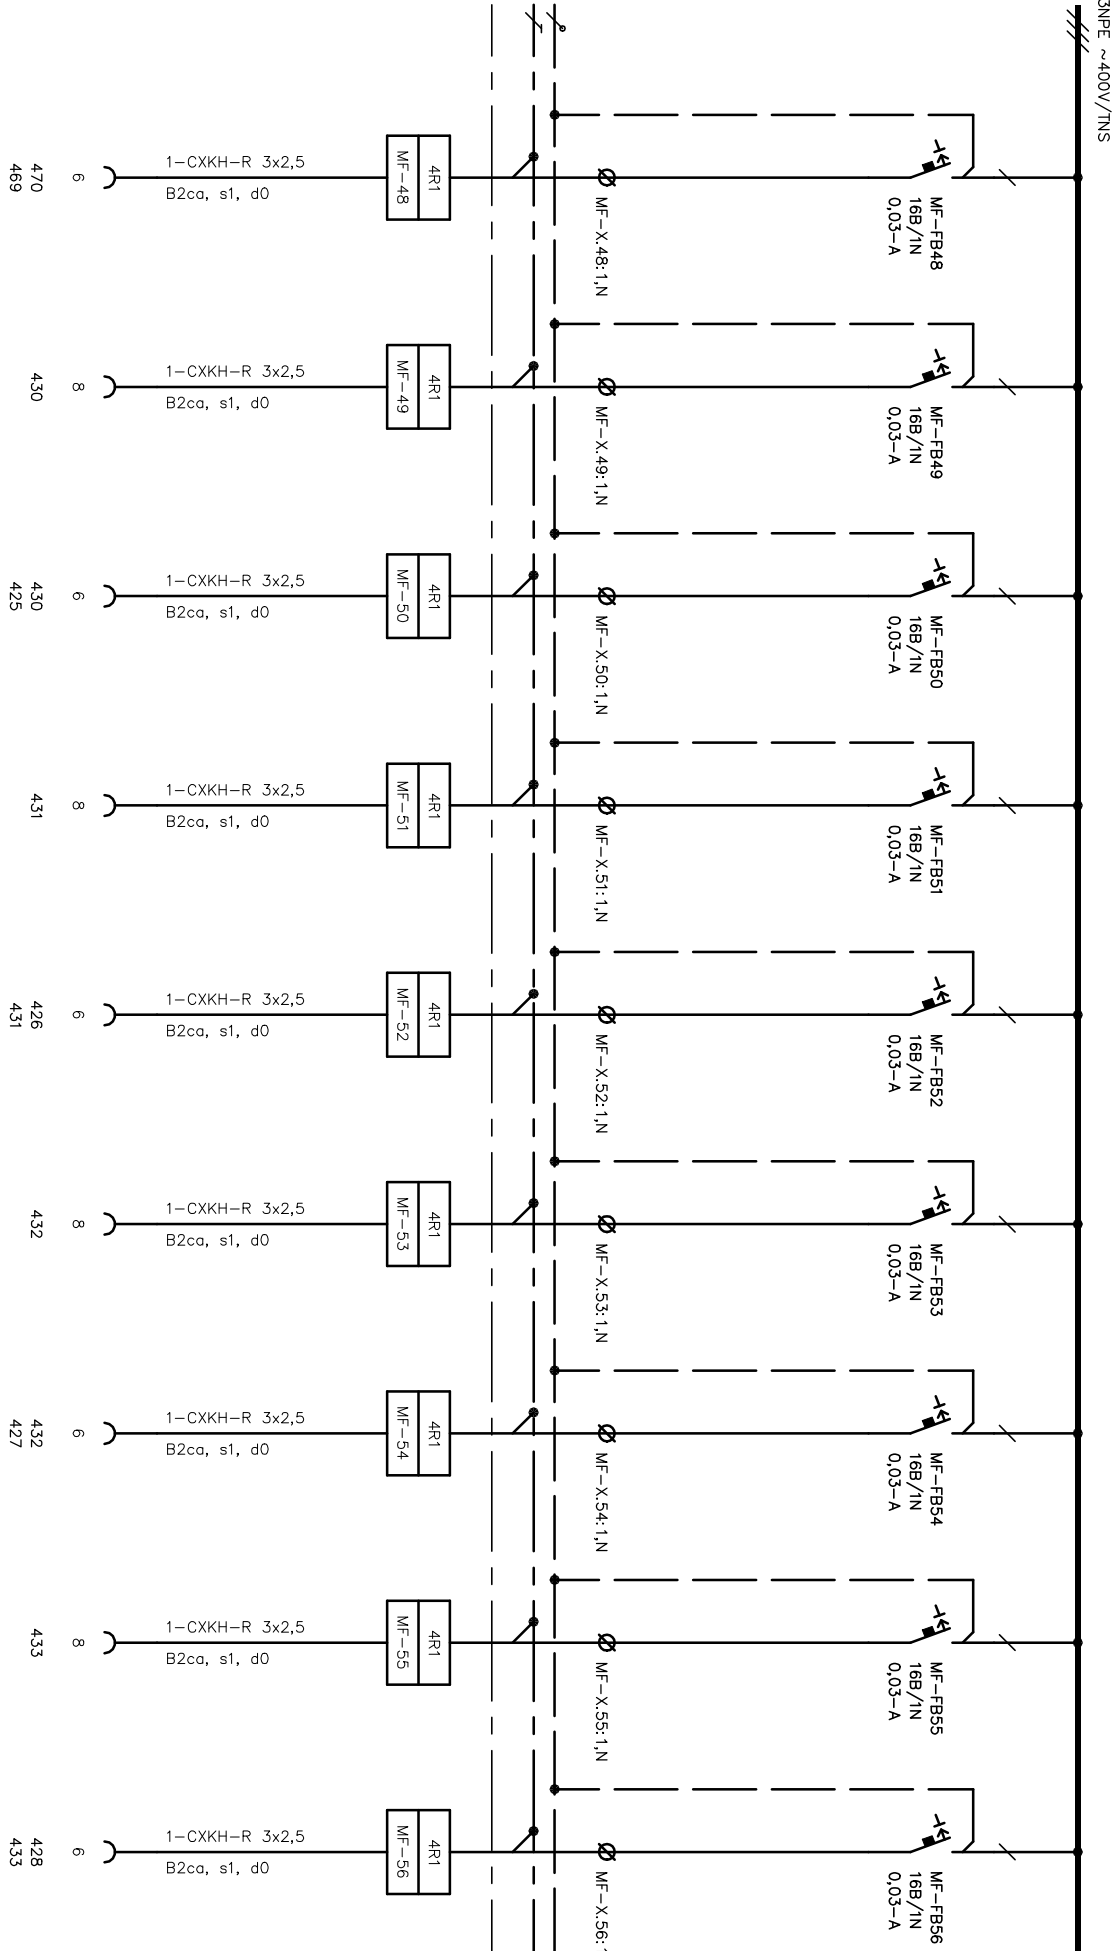 3NPE ~400V/TNS
MF-FB48
16B/1N
0,03-A
MF-X.48:1,N
4R1
MF-48
1-CXKH-R 3x2,5
B2ca, s1, d0
6
470
469
MF-FB49
16B/1N
0,03-A
MF-X.49:1,N
4R1
MF-49
1-CXKH-R 3x2,5
B2ca, s1, d0
8
430
MF-FB50
16B/1N
0,03-A
MF-X.50:1,N
4R1
MF-50
1-CXKH-R 3x2,5
B2ca, s1, d0
6
430
425
MF-FB51
16B/1N
0,03-A
MF-X.51:1,N
4R1
MF-51
1-CXKH-R 3x2,5
B2ca, s1, d0
8
431
MF-FB52
16B/1N
0,03-A
MF-X.52:1,N
4R1
MF-52
1-CXKH-R 3x2,5
B2ca, s1, d0
6
426
431
MF-FB53
16B/1N
0,03-A
MF-X.53:1,N
4R1
MF-53
1-CXKH-R 3x2,5
B2ca, s1, d0
8
432
MF-FB54
16B/1N
0,03-A
MF-X.54:1,N
4R1
MF-54
1-CXKH-R 3x2,5
B2ca, s1, d0
6
432
427
MF-FB55
16B/1N
0,03-A
MF-X.55:1,N
4R1
MF-55
1-CXKH-R 3x2,5
B2ca, s1, d0
8
433
MF-FB56
16B/1N
0,03-A
MF-X.56:
4R1
MF-56
1-CXKH-R 3x2,5
B2ca, s1, d0
6
428
433